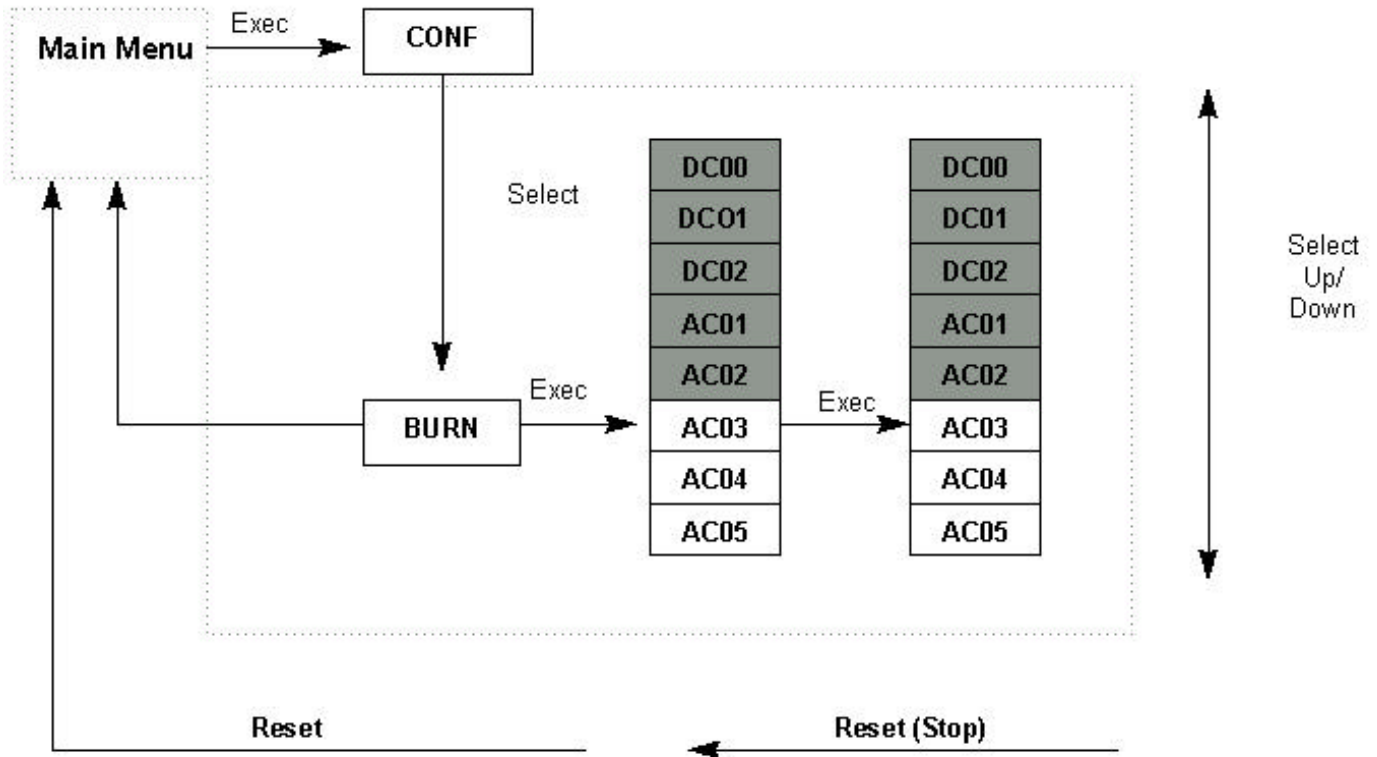 Main Menu
Exec
CONF
Select
DC00
DCO1
DC02
AC01
AC02
AC03
AC04
AC05
DC00
DC01
DC02
AC01
AC02
AC03
AC04
AC05
Select
Up/
Down
BURN
Exec
Exec
Reset
Reset (Stop)